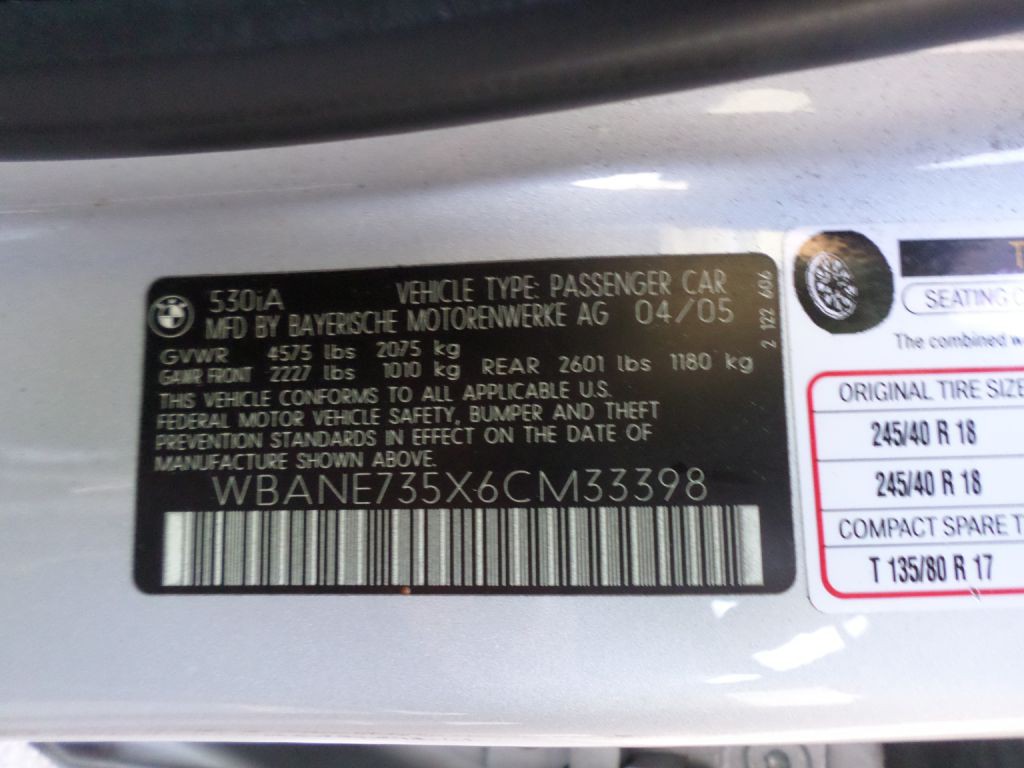 BMW
530iA VEHICLE TYPE: PASSENGER CAR
MFD BY BAYERISCHE MOTORENWERKE AG 04/05
GVWR 4575 lbs 2075 kg
GAWR FRONT 2227 lbs 1010 kg REAR 2601 lbs 1180 kg
THIS VEHICLE CONFORMS TO ALL APPLICABLE U.S.
FEDERAL MOTOR VEHICLE SAFETY, BUMPER AND THEFT
PREVENTION STANDARDS IN EFFECT ON THE DATE OF
MANUFACTURE SHOWN ABOVE.
WBANE735X6CM33398
2 122 606
SEATING
The combined
ORIGINAL TIRE SIZE
245/40 R 18
245/40 R 18
COMPACT SPARE T
T 135/80 R 17